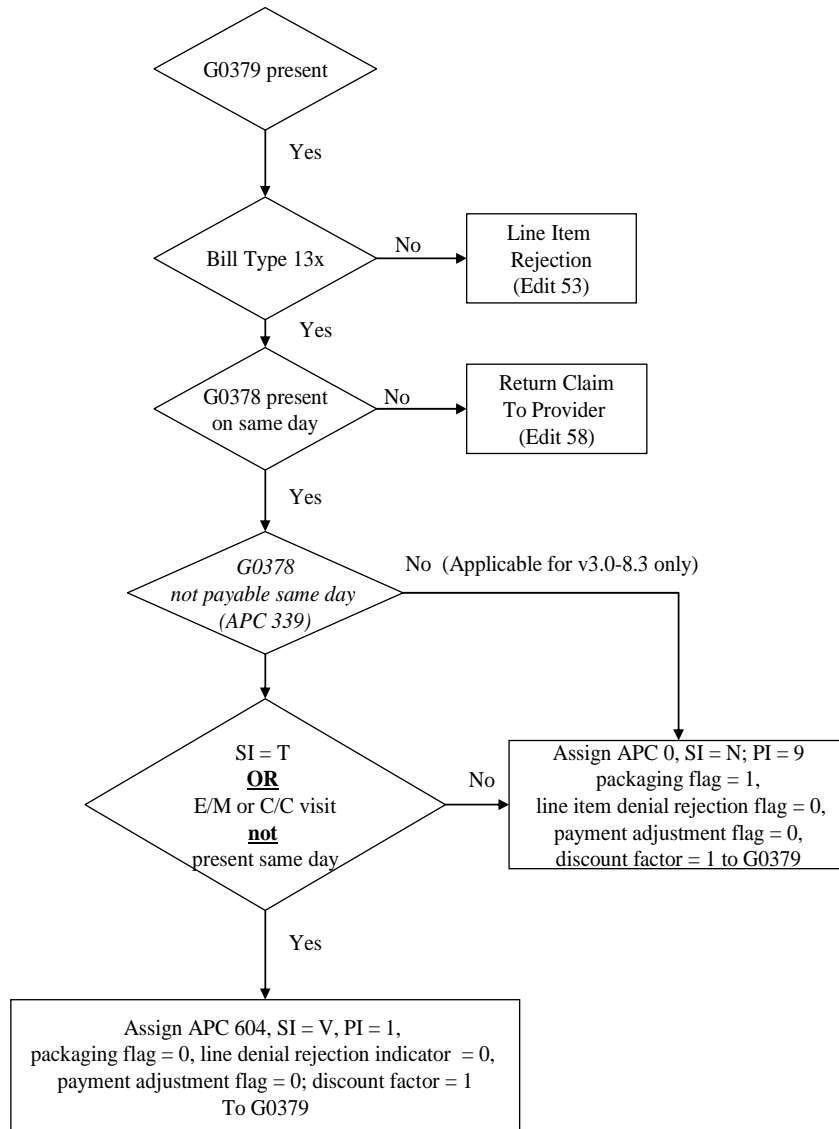 G0379 present
Yes
Bill Type 13x
No
Line Item
Rejection
(Edit 53)
Yes
G0378 present
on same day
No
Return Claim
To Provider
(Edit 58)
Yes
G0378
not payable same day
(APC 339)
No (Applicable for v3.0-8.3 only)
SI = T
OR
E/M or C/C visit
not
present same day
No
Assign APC 0, SI = N; PI = 9
packaging flag = 1,
line item denial rejection flag = 0,
payment adjustment flag = 0,
discount factor = 1 to G0379
Yes
Assign APC 604, SI = V, PI = 1,
packaging flag = 0, line denial rejection indicator = 0,
payment adjustment flag = 0; discount factor = 1
To G0379